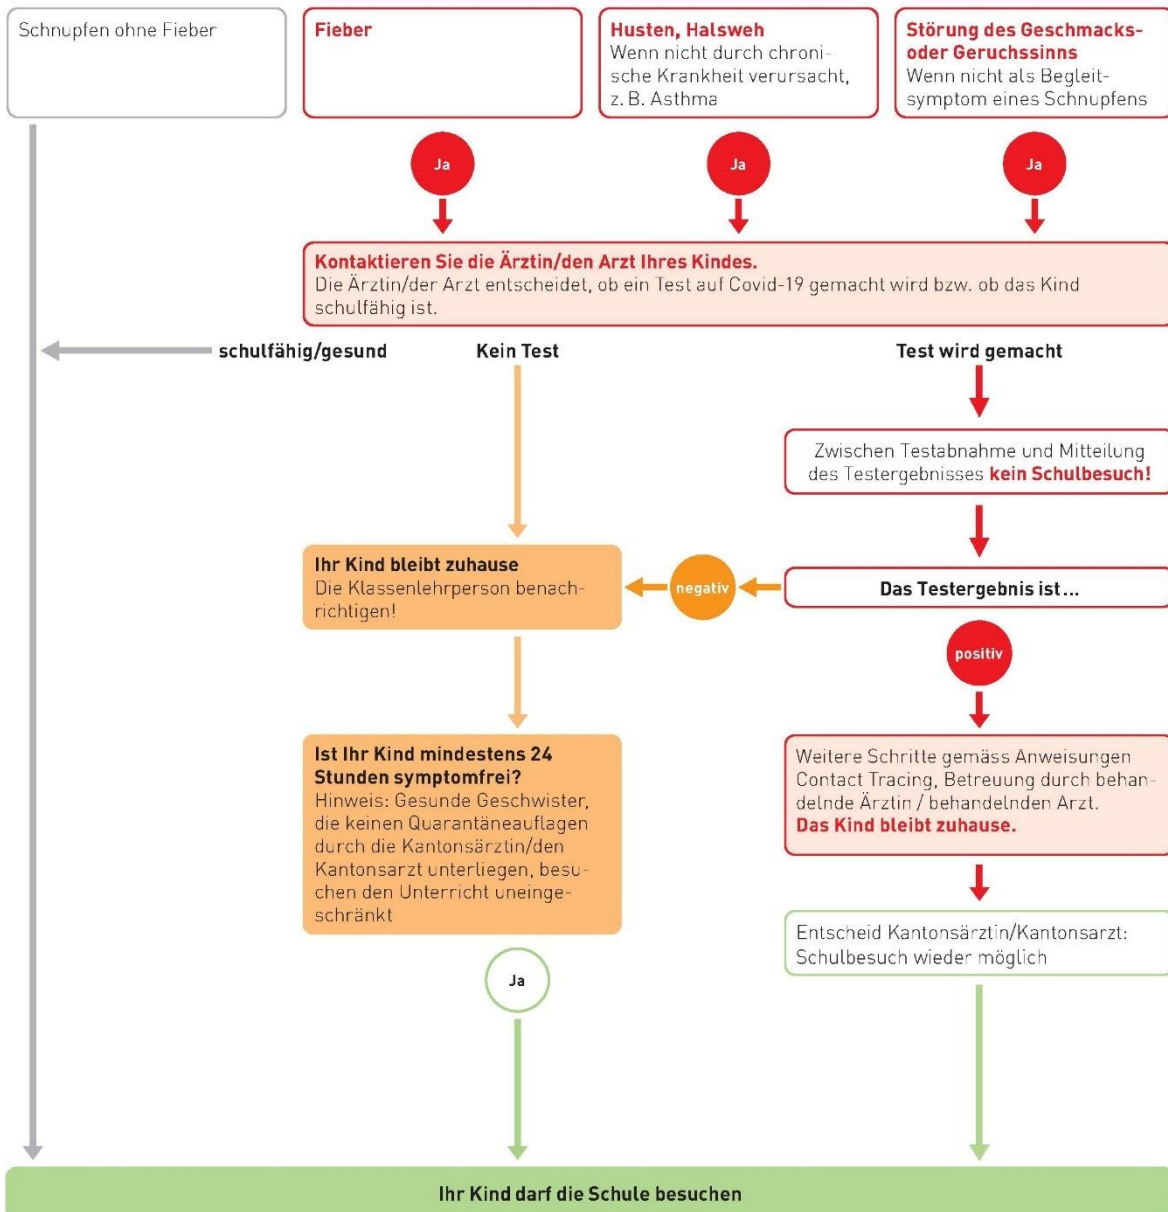 Schnupfen ohne Fieber
Fieber
Husten, Halsweh
Wenn nicht durch chroni-
sche Krankheit verursacht,
z. B. Asthma
Störung des Geschmacks-
oder Geruchssinns
Wenn nicht als Begleit-
symptom eines Schnupfens
Ja
Ja
Ja
Kontaktieren Sie die Ärztin/den Arzt Ihres Kindes.
Die Ärztin/der Arzt entscheidet, ob ein Test auf Covid-19 gemacht wird bzw. ob das Kind
schulfähig ist.
schulfähig/gesund
Kein Test
Test wird gemacht
Zwischen Testabnahme und Mitteilung
des Testergebnisses kein Schulbesuch!
Ihr Kind bleibt zuhause
Die Klassenlehrperson benach-
richtigen!
negativ
Das Testergebnis ist ...
positiv
Ist Ihr Kind mindestens 24
Stunden symptomfrei?
Hinweis: Gesunde Geschwister,
die keinen Quarantäneauflagen
durch die Kantonsärztin/den
Kantonsarzt unterliegen, besu-
chen den Unterricht uneinge-
schränkt
Weitere Schritte gemäss Anweisungen
Contact Tracing, Betreuung durch behan-
delnde Ärztin / behandelnden Arzt.
Das Kind bleibt zuhause.
Entscheid Kantonsärztin/Kantonsarzt:
Schulbesuch wieder möglich
Ja
Ihr Kind darf die Schule besuchen